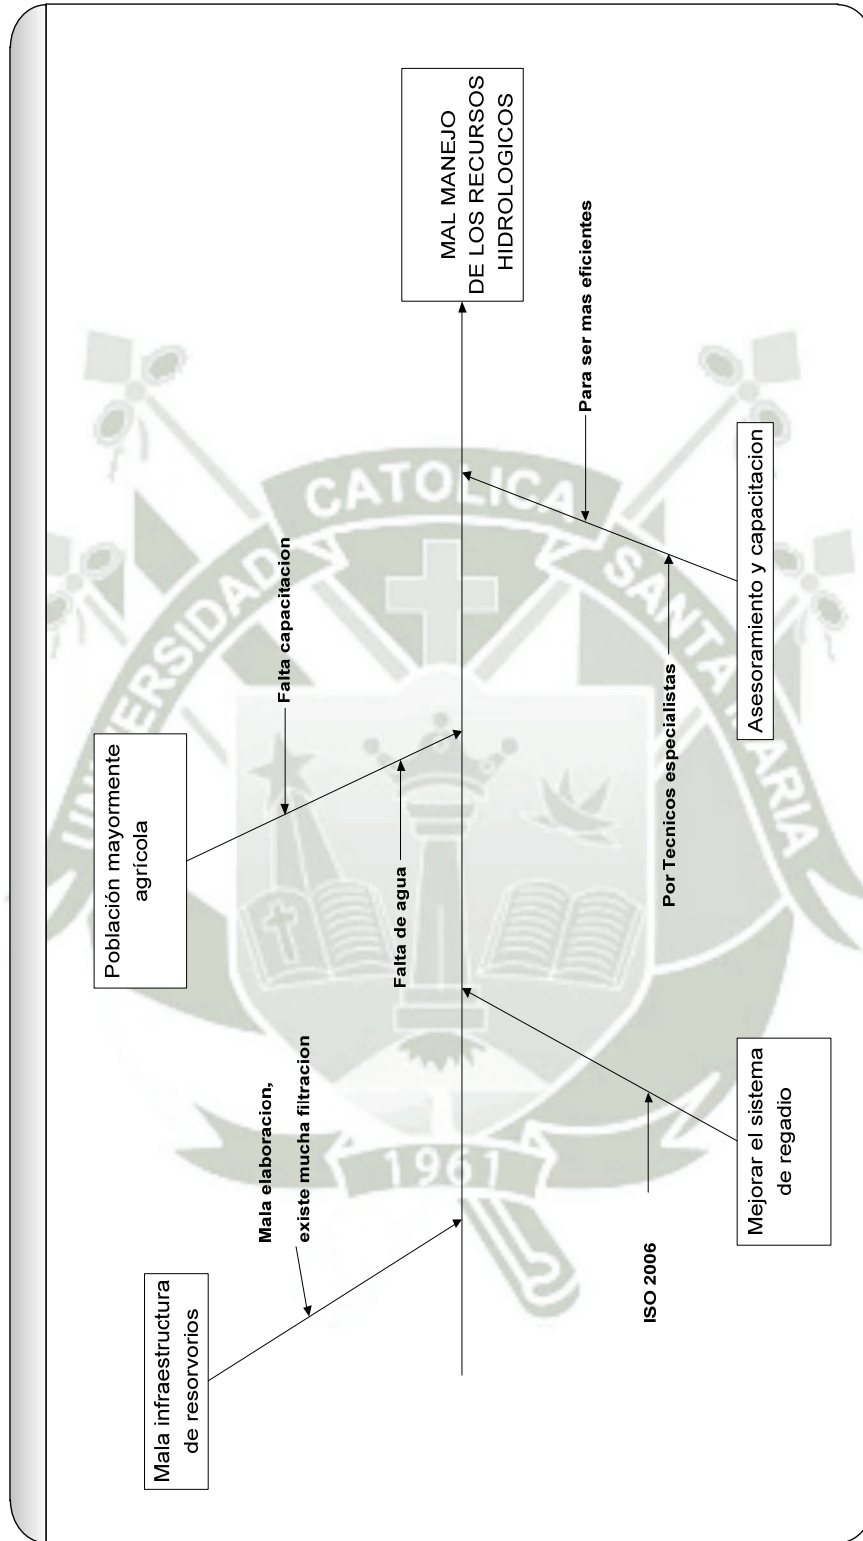 Mala infraestructura
de resorvorios
Mala elaboracion,
existe mucha filtracion
Población mayormente
agrícola
Falta capacitacion
Falta de agua
MAL MANEJO
DE LOS RECURSOS
HIDROLOGICOS
Mejorar el sistema
de regadio
ISO 2006
Asesoramiento y capacitacion
Por Tecnicos especialistas
Para ser mas eficientes
UNIVERSIDAD CATOLICA SANTA MARIA
1961